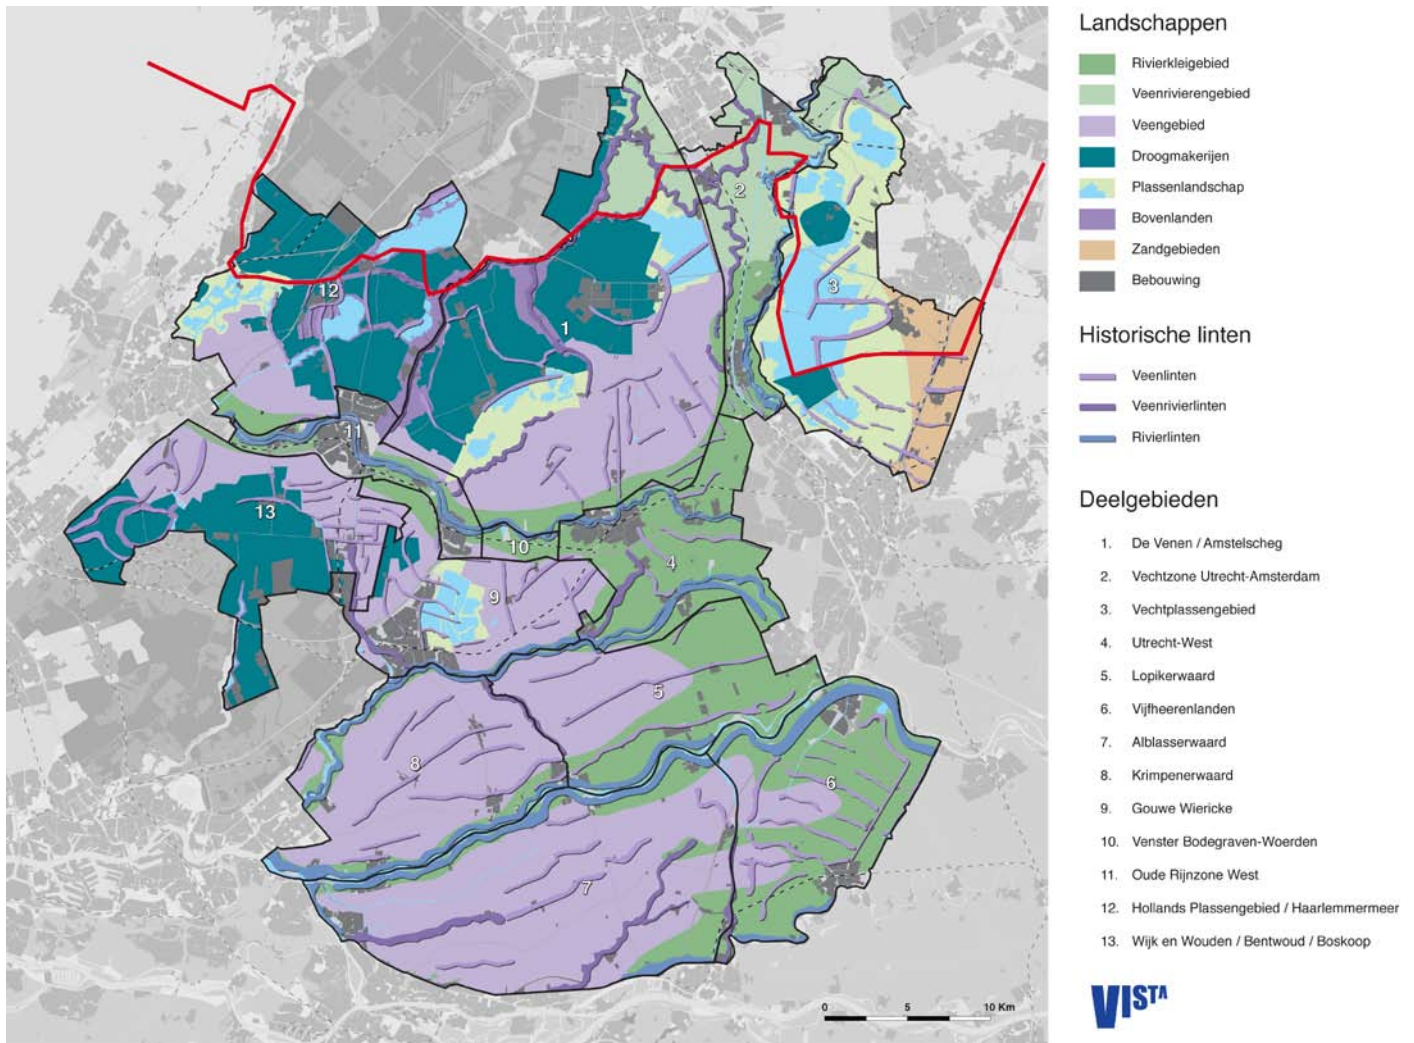 Landschappen
Rivierkleigebied
Veenrivierengebied
Veengebied
Droogmakerijen
Plassenlandschap
Bovenlanden
Zandgebieden
Bebouwing
Historische linten
Veenlinten
Veenrivierlinten
Rivierlinten
Deelgebieden
1. De Venen / Amstelscheg
2. Vechtzone Utrecht-Amsterdam
3. Vechtplassengebied
4. Utrecht-West
5. Lopikerwaard
6. Vijfheerenlanden
7. Alblasserwaard
8. Krimpenerwaard
9. Gouwe Wiericke
10. Venster Bodegraven-Woerden
11. Oude Rijnzone West
12. Hollands Plassengebied / Haarlemmermeer
13. Wijk en Wouden / Bentwoud / Boskoop
VISTA
2
3
12
1
11
13
10
4
9
5
8
6
7
0 5 10 Km